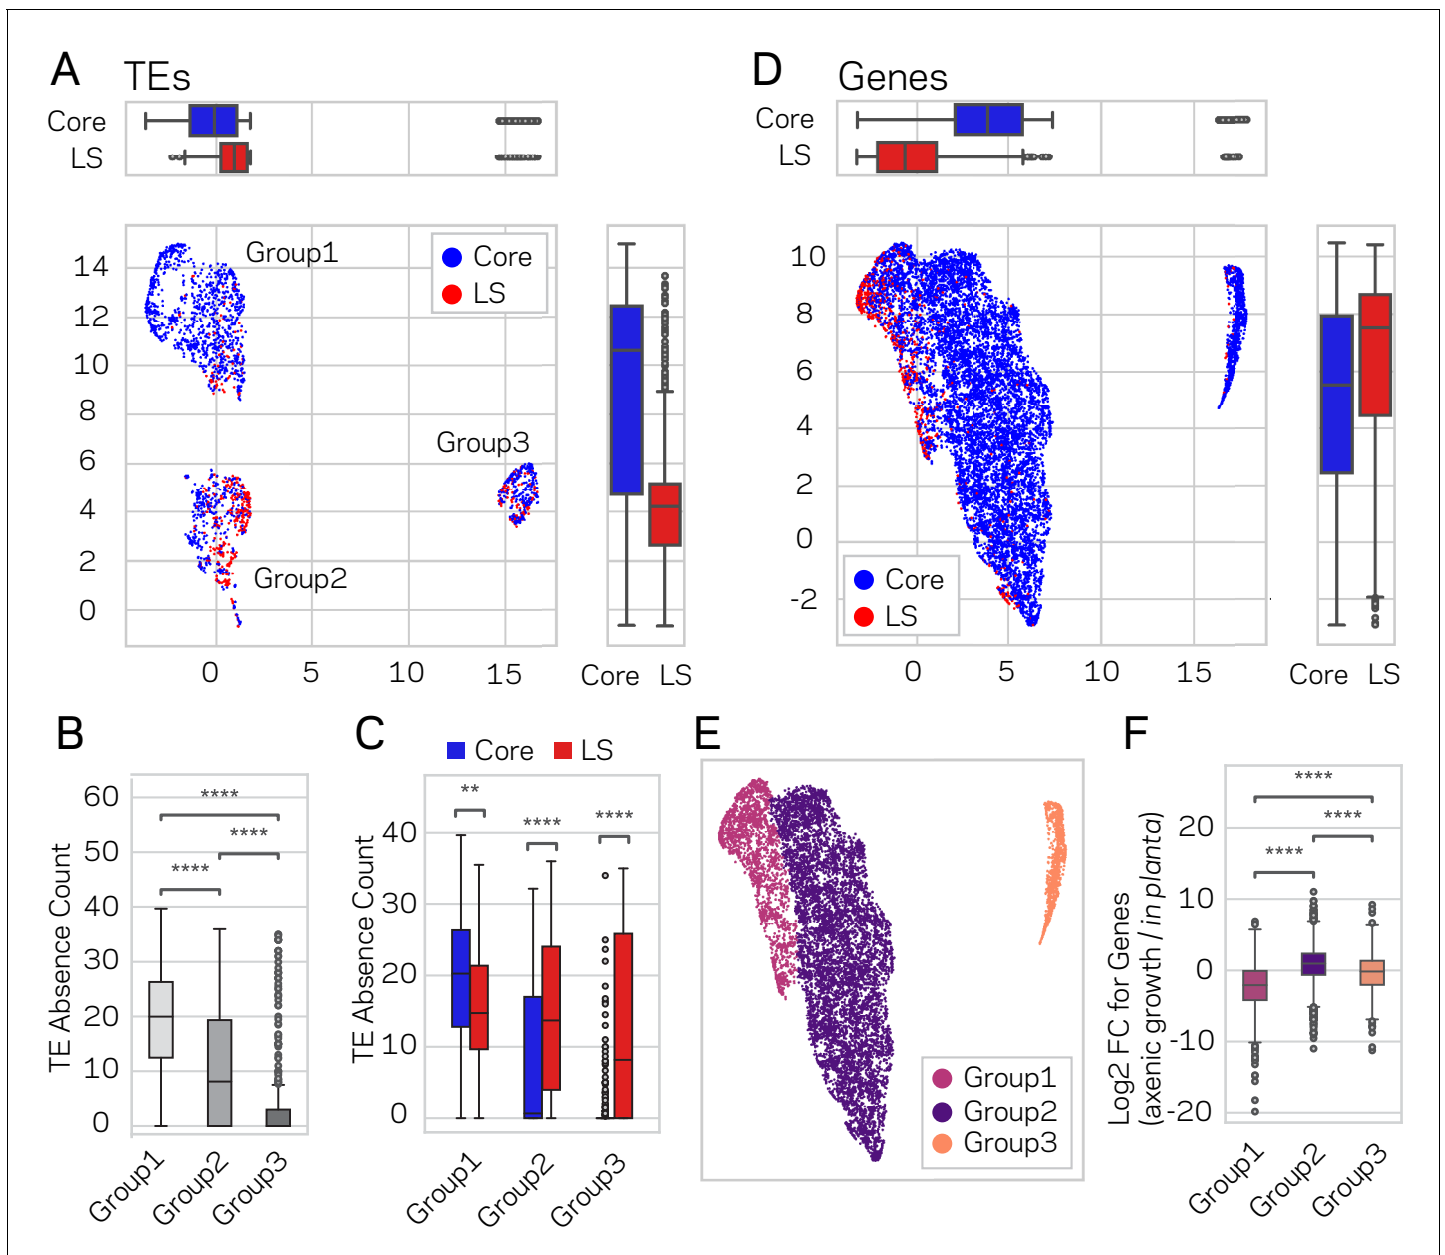 A
TEs
Core
LS
Group1
Core
LS
14
12
10
8
6
4
2
0
Group3
Group2
0 5 10 15
Core LS
D
Genes
Core
LS
10
8
6
4
2
0
-2
Core
LS
0 5 10 15
Core LS
B
TE Absence Count
60
50
40
30
20
10
0
****
****
****
Group1
Group2
Group3
C
Core LS
TE Absence Count
40
30
20
10
0
**
****
****
Group1
Group2
Group3
E
Group1
Group2
Group3
F
Log2 FC for Genes
(axenic growth / in planta)
20
10
0
-10
-20
****
****
****
Group1
Group2
Group3